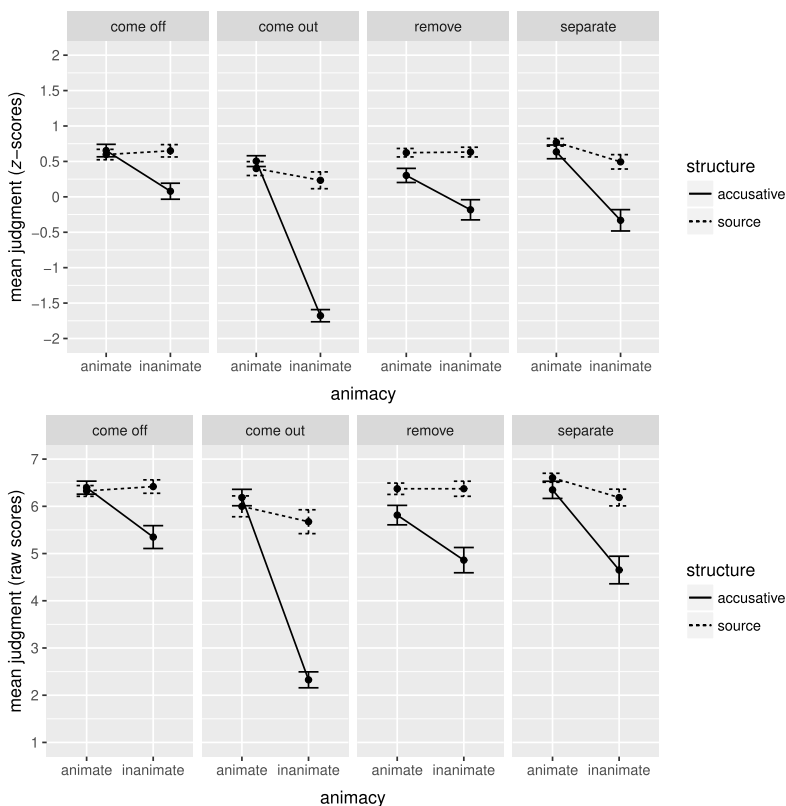 come off come out remove separate
2
1.5
1
0.5
0
−0.5
−1
−1.5
−2
mean judgment (z−scores)
animate inanimate animate inanimate animate inanimate animate inanimate
animacy
structure
accusative
source
come off come out remove separate
7
6
5
4
3
2
1
mean judgment (raw scores)
animate inanimate animate inanimate animate inanimate animate inanimate
animacy
structure
accusative
source